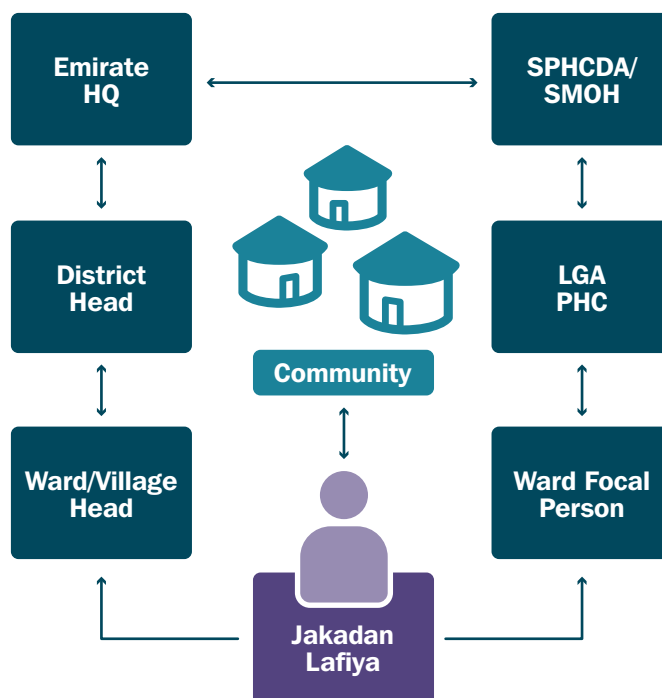 Emirate
HQ
SPHCDA/
SMOH
District
Head
LGA
PHC
Community
Ward/Village
Head
Ward Focal
Person
Jakadan
Lafiya